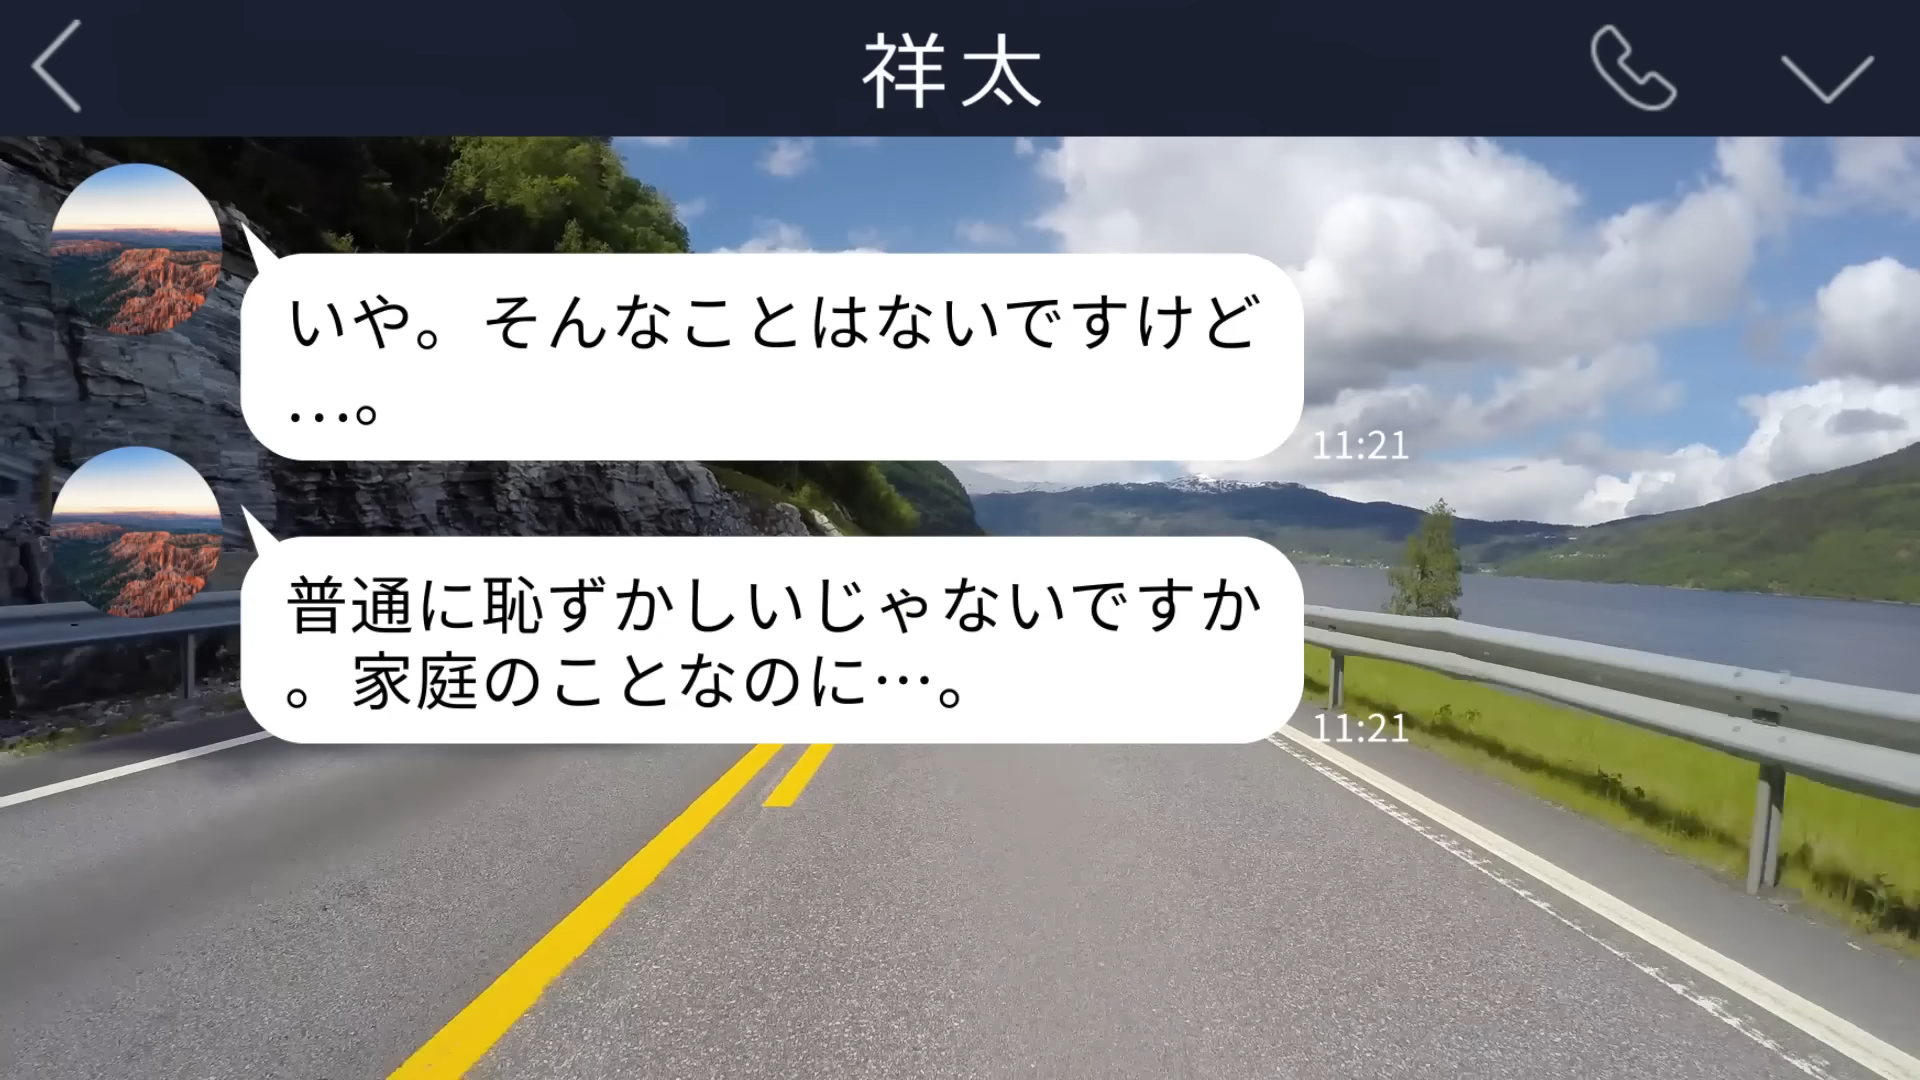 祥太
いや。そんなことはないですけど
…。
11:21
普通に恥ずかしいじゃないですか
。家庭のことなのに…。
11:21